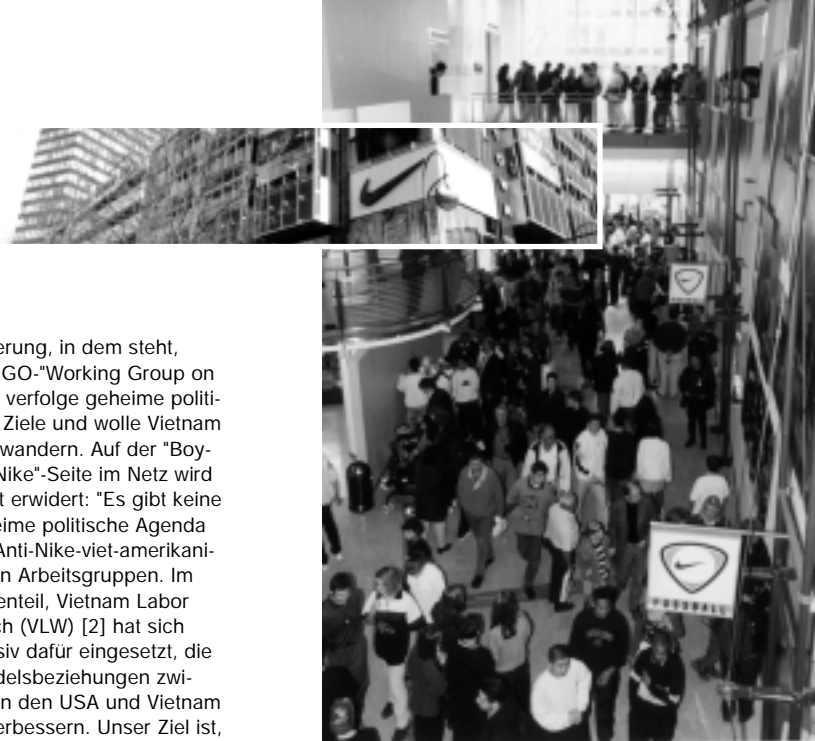 erung, in dem steht,
GO-"Working Group on
verfolge geheime politi-
Ziele und wolle Vietnam
wandern. Auf der "Boy-
Nike"-Seite im Netz wird
t erwidert: "Es gibt keine
eime politische Agenda
Anti-Nike-viet-amerikani-
n Arbeitsgruppen. Im
enteil, Vietnam Labor
ch (VLW) [2] hat sich
siv dafür eingesetzt, die
delsbeziehungen zwi-
n den USA und Vietnam
erbessern. Unser Ziel ist,
FUSSBALL